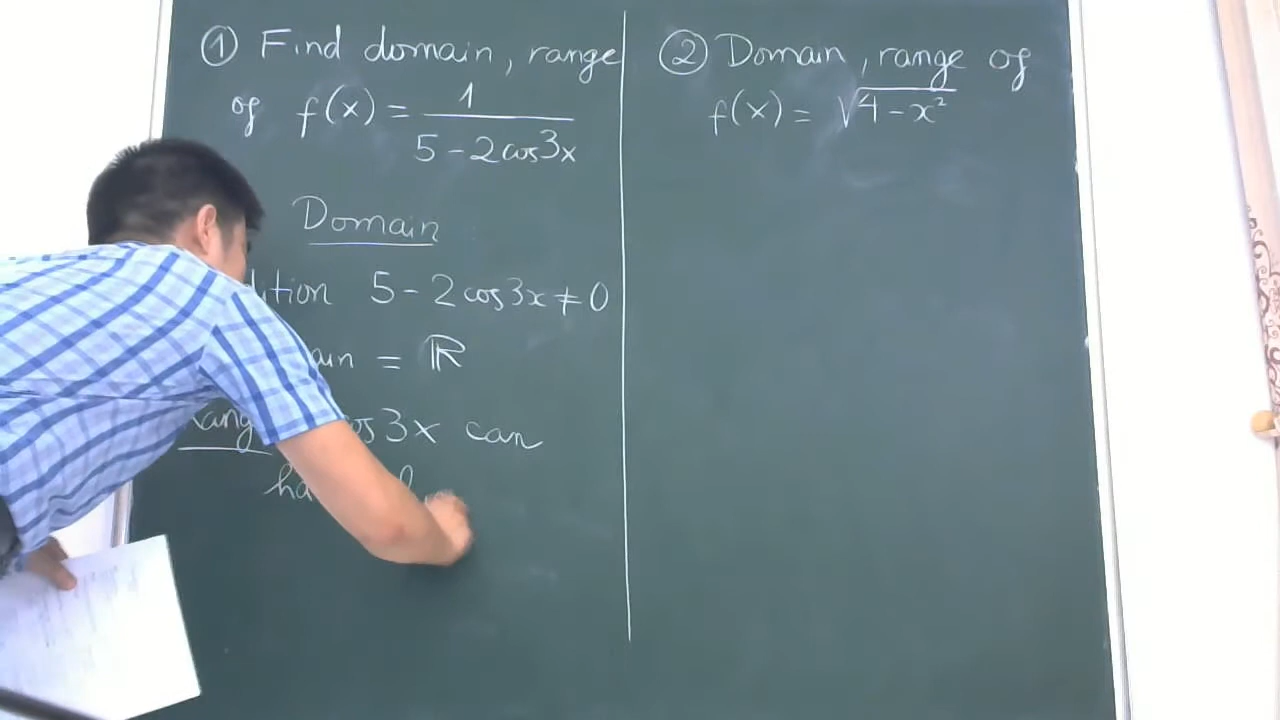 ① Find domain, range
of f(x) = 1/(5 - 2cos3x)
Domain
5 - 2cos3x ≠ 0
= ℝ
3x can
② Domain, range of
f(x) = √(4 - x²)